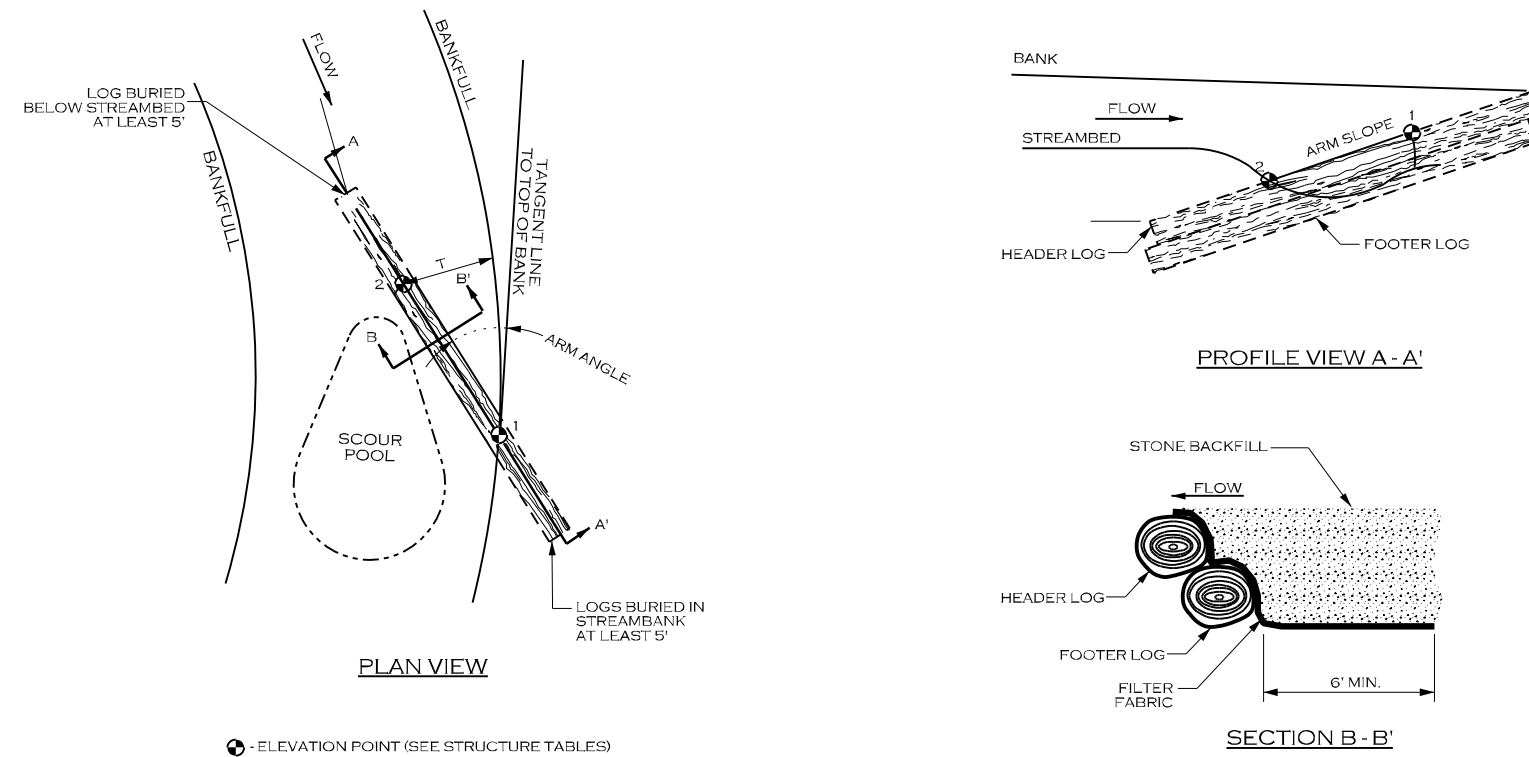 FLOW
BANKFULL
LOG BURIED
BELOW STREAMBED
AT LEAST 5'
A
BANKFULL
TANGENT LINE
TO TOP OF BANK
T
2
B'
B
ARM ANGLE
SCOUR
POOL
1
A'
LOGS BURIED IN
STREAMBANK
AT LEAST 5'
PLAN VIEW
- ELEVATION POINT (SEE STRUCTURE TABLES)
BANK
FLOW
1
STREAMBED
ARM SLOPE
2
HEADER LOG
FOOTER LOG
PROFILE VIEW A - A'
STONE BACKFILL
FLOW
HEADER LOG
FOOTER LOG
FILTER
FABRIC
6' MIN.
SECTION B - B'